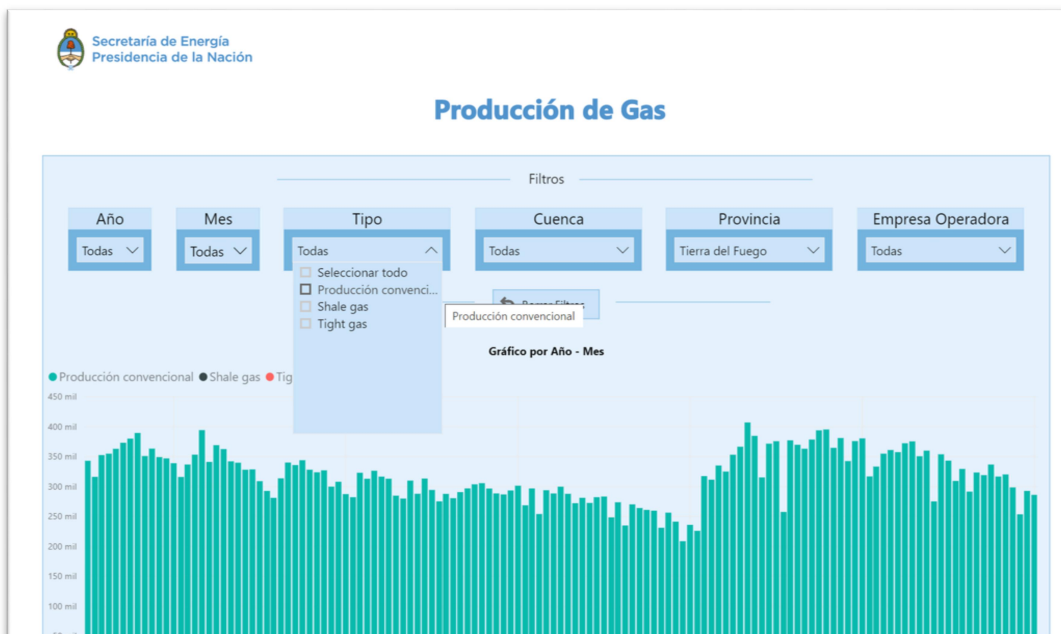 Secretaría de Energía
Presidencia de la Nación
Producción de Gas
Filtros
Año Mes Tipo Cuenca Provincia Empresa Operadora
Todas Todas Todas Todas Tierra del Fuego Todas
Seleccionar todo
Producción convenci...
Shale gas
Tight gas
Producción convencional
Gráfico por Año - Mes
Producción convencional Shale gas Tig
450 mil
400 mil
350 mil
300 mil
250 mil
200 mil
150 mil
100 mil